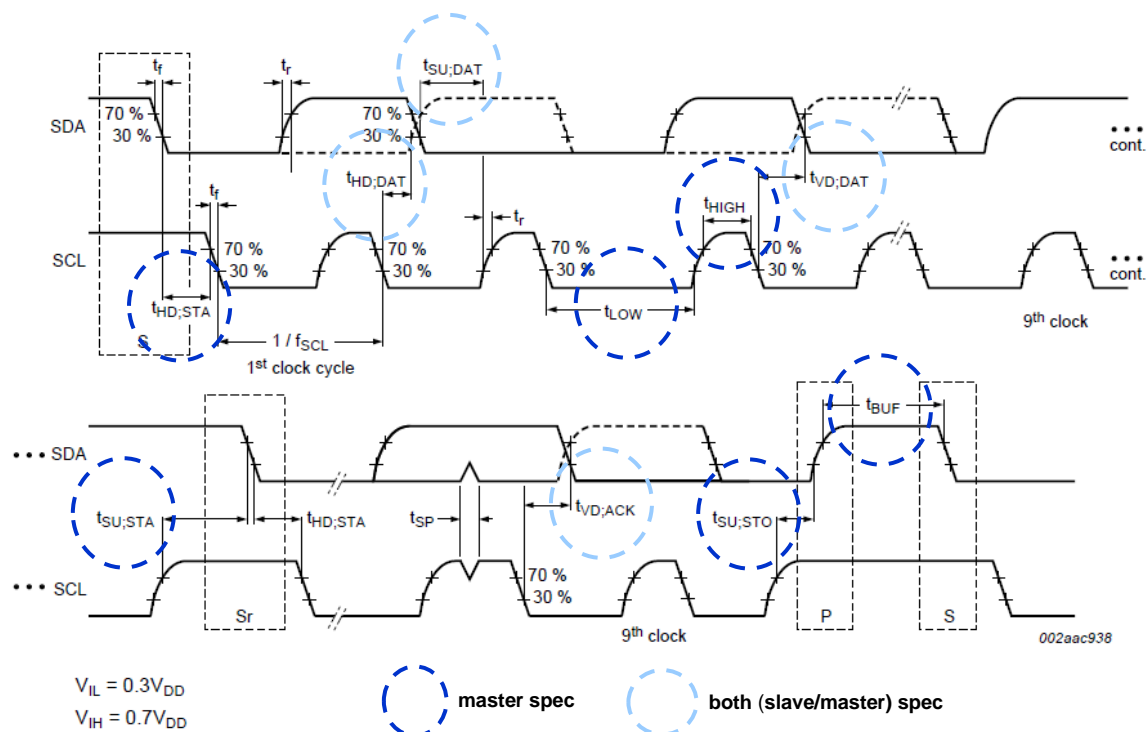 t_f t_r t_SU;DAT
70 % 70 %
SDA 30 % 30 % ••• cont.
t_HD;DAT t_VD;DAT
t_f t_r t_HIGH
70 % 70 % 70 % 70 % 70 %
SCL 30 % 30 % 30 % 30 % 30 % ••• cont.
t_HD;STA t_LOW
S 1 / f_SCL 9th clock
1st clock cycle
t_BUF
••• SDA
t_SU;STA t_HD;STA t_SP t_VD;ACK t_SU;STO
70 %
••• SCL 30 %
Sr 9th clock P S
002aac938
V_IL = 0.3V_DD
V_IH = 0.7V_DD
master spec both (slave/master) spec